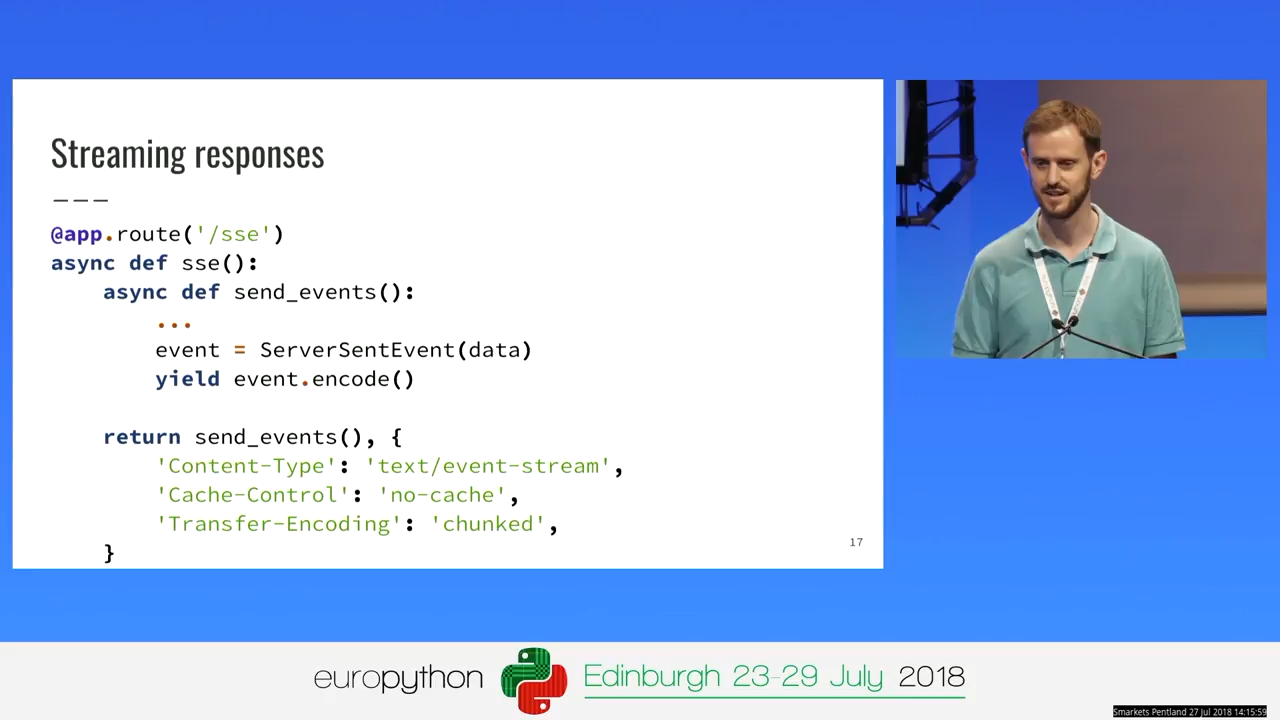 Streaming responses
---
@app.route('/sse')
async def sse():
    async def send_events():
        ...
        event = ServerSentEvent(data)
        yield event.encode()
    return send_events(), {
        'Content-Type': 'text/event-stream',
        'Cache-Control': 'no-cache',
        'Transfer-Encoding': 'chunked',
    }
17
europython Edinburgh 23-29 July 2018
Smarkets Pentland 27 Jul 2018 14:15:59